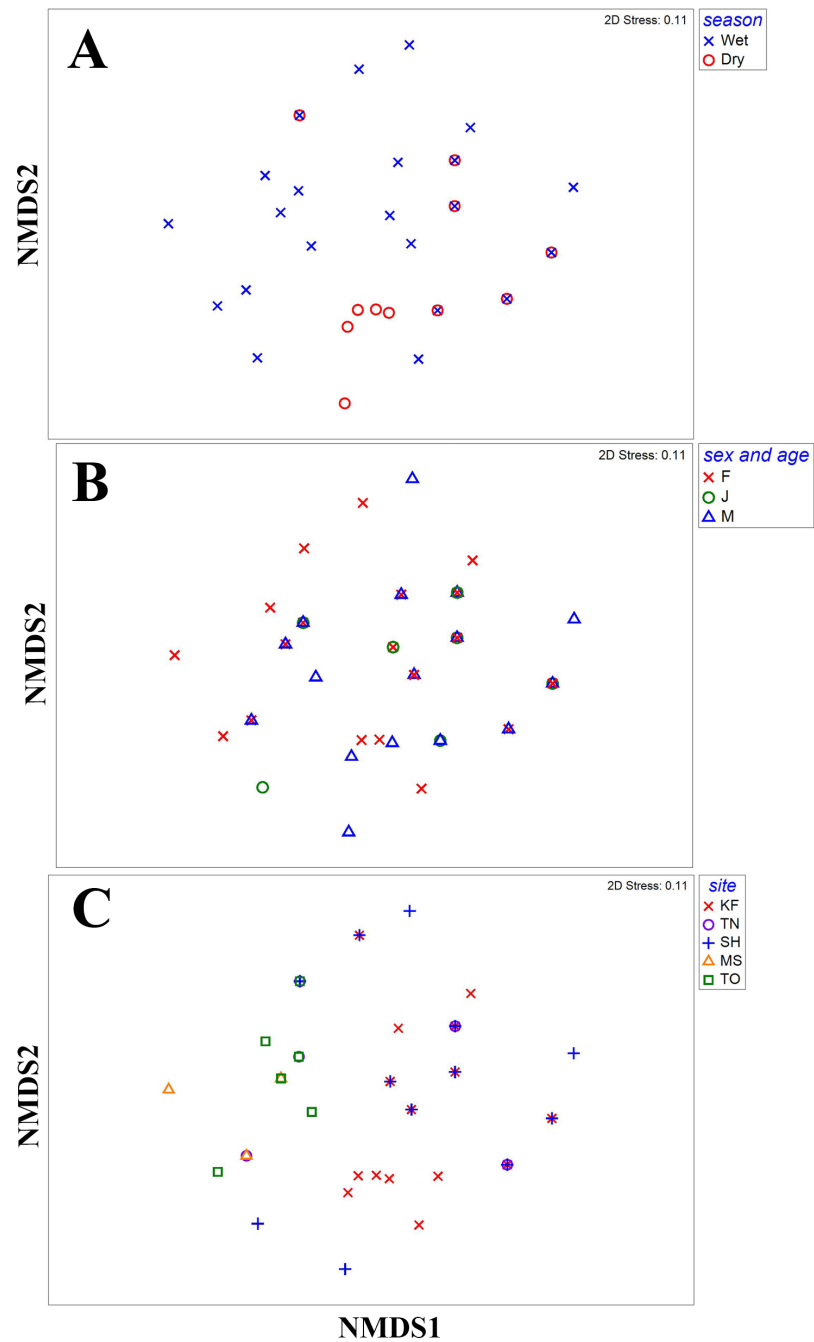 A
2D Stress: 0.11
season
Wet
Dry
NMDS2
B
2D Stress: 0.11
sex and age
F
J
M
NMDS2
C
2D Stress: 0.11
site
KF
TN
SH
MS
TO
NMDS2
NMDS1